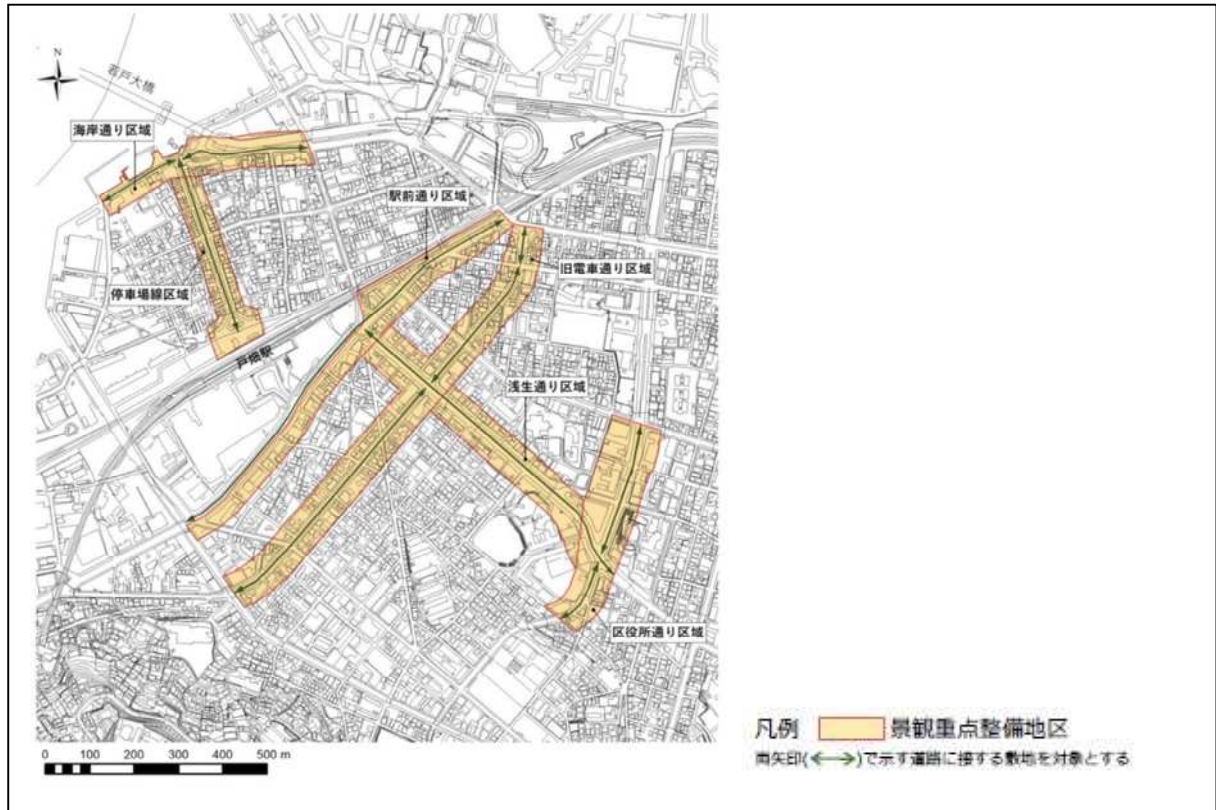 N
若戸大橋
海岸通り区域
駅前通り区域
旧電車通り区域
停車場線区域
戸畑駅
浅生通り区域
区役所通り区域
凡例 景観重点整備地区
両矢印(⟷)で示す道路に接する敷地を対象とする
0 100 200 300 400 500 m